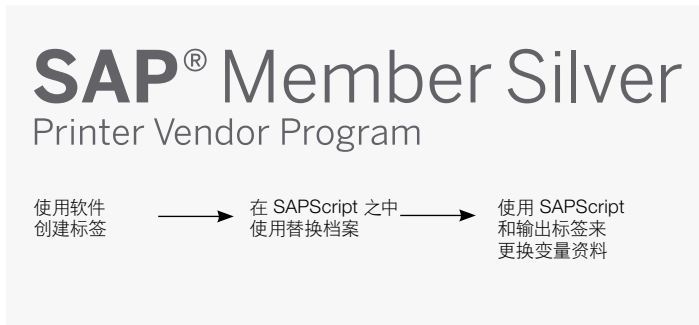 SAP® Member Silver
Printer Vendor Program
使用软件
创建标签
在 SAPScript 之中
使用替换档案
使用 SAPScript
和输出标签来
更换变量资料